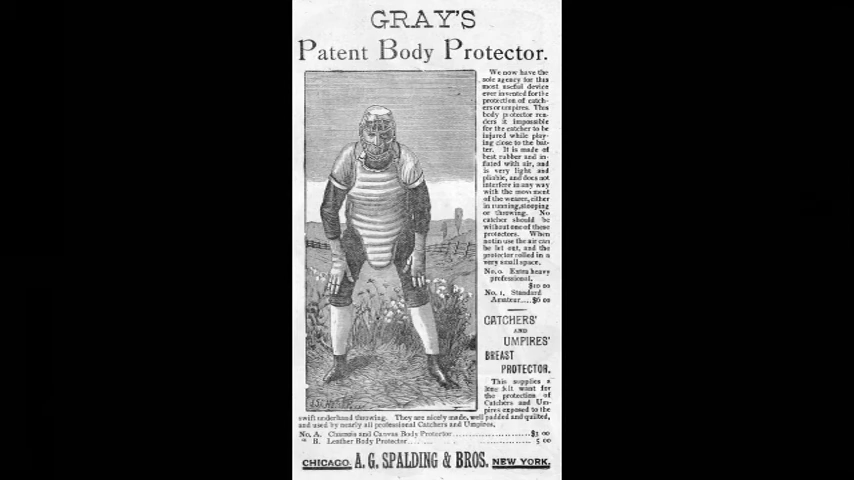 GRAY'S
Patent Body Protector.
We now have the
sole agency for this
most useful device
ever invented for the
protection of catch-
ers or umpires. This
body protector ren-
ders it impossible
for the catcher to be
injured while play-
ing close to the bat-
ter. It is made of
best rubber and in-
flated with air, and
is very light and
pliable, and does not
interfere in any way
with the movement
of the wearer, either
in running, stooping
or throwing. No
catcher should be
without one of these
protectors. When
not in use the air can
be let out, and the
protector rolled in a
very small space.
No. 0. Extra heavy
professional.
$10 00
No. 1. Standard
Amateur....$6 00
CATCHERS'
AND
UMPIRES'
BREAST
PROTECTOR.
This supplies a
long felt want for
the protection of
Catchers and Um-
pires exposed to the
swift underhand throwing. They are nicely made, well padded and quilted,
and used by nearly all professional Catchers and Umpires.
No. A. Chamois and Canvas Body Protector
" B. Leather Body Protector 5 00
CHICAGO. A. G. SPALDING & BROS. NEW YORK.